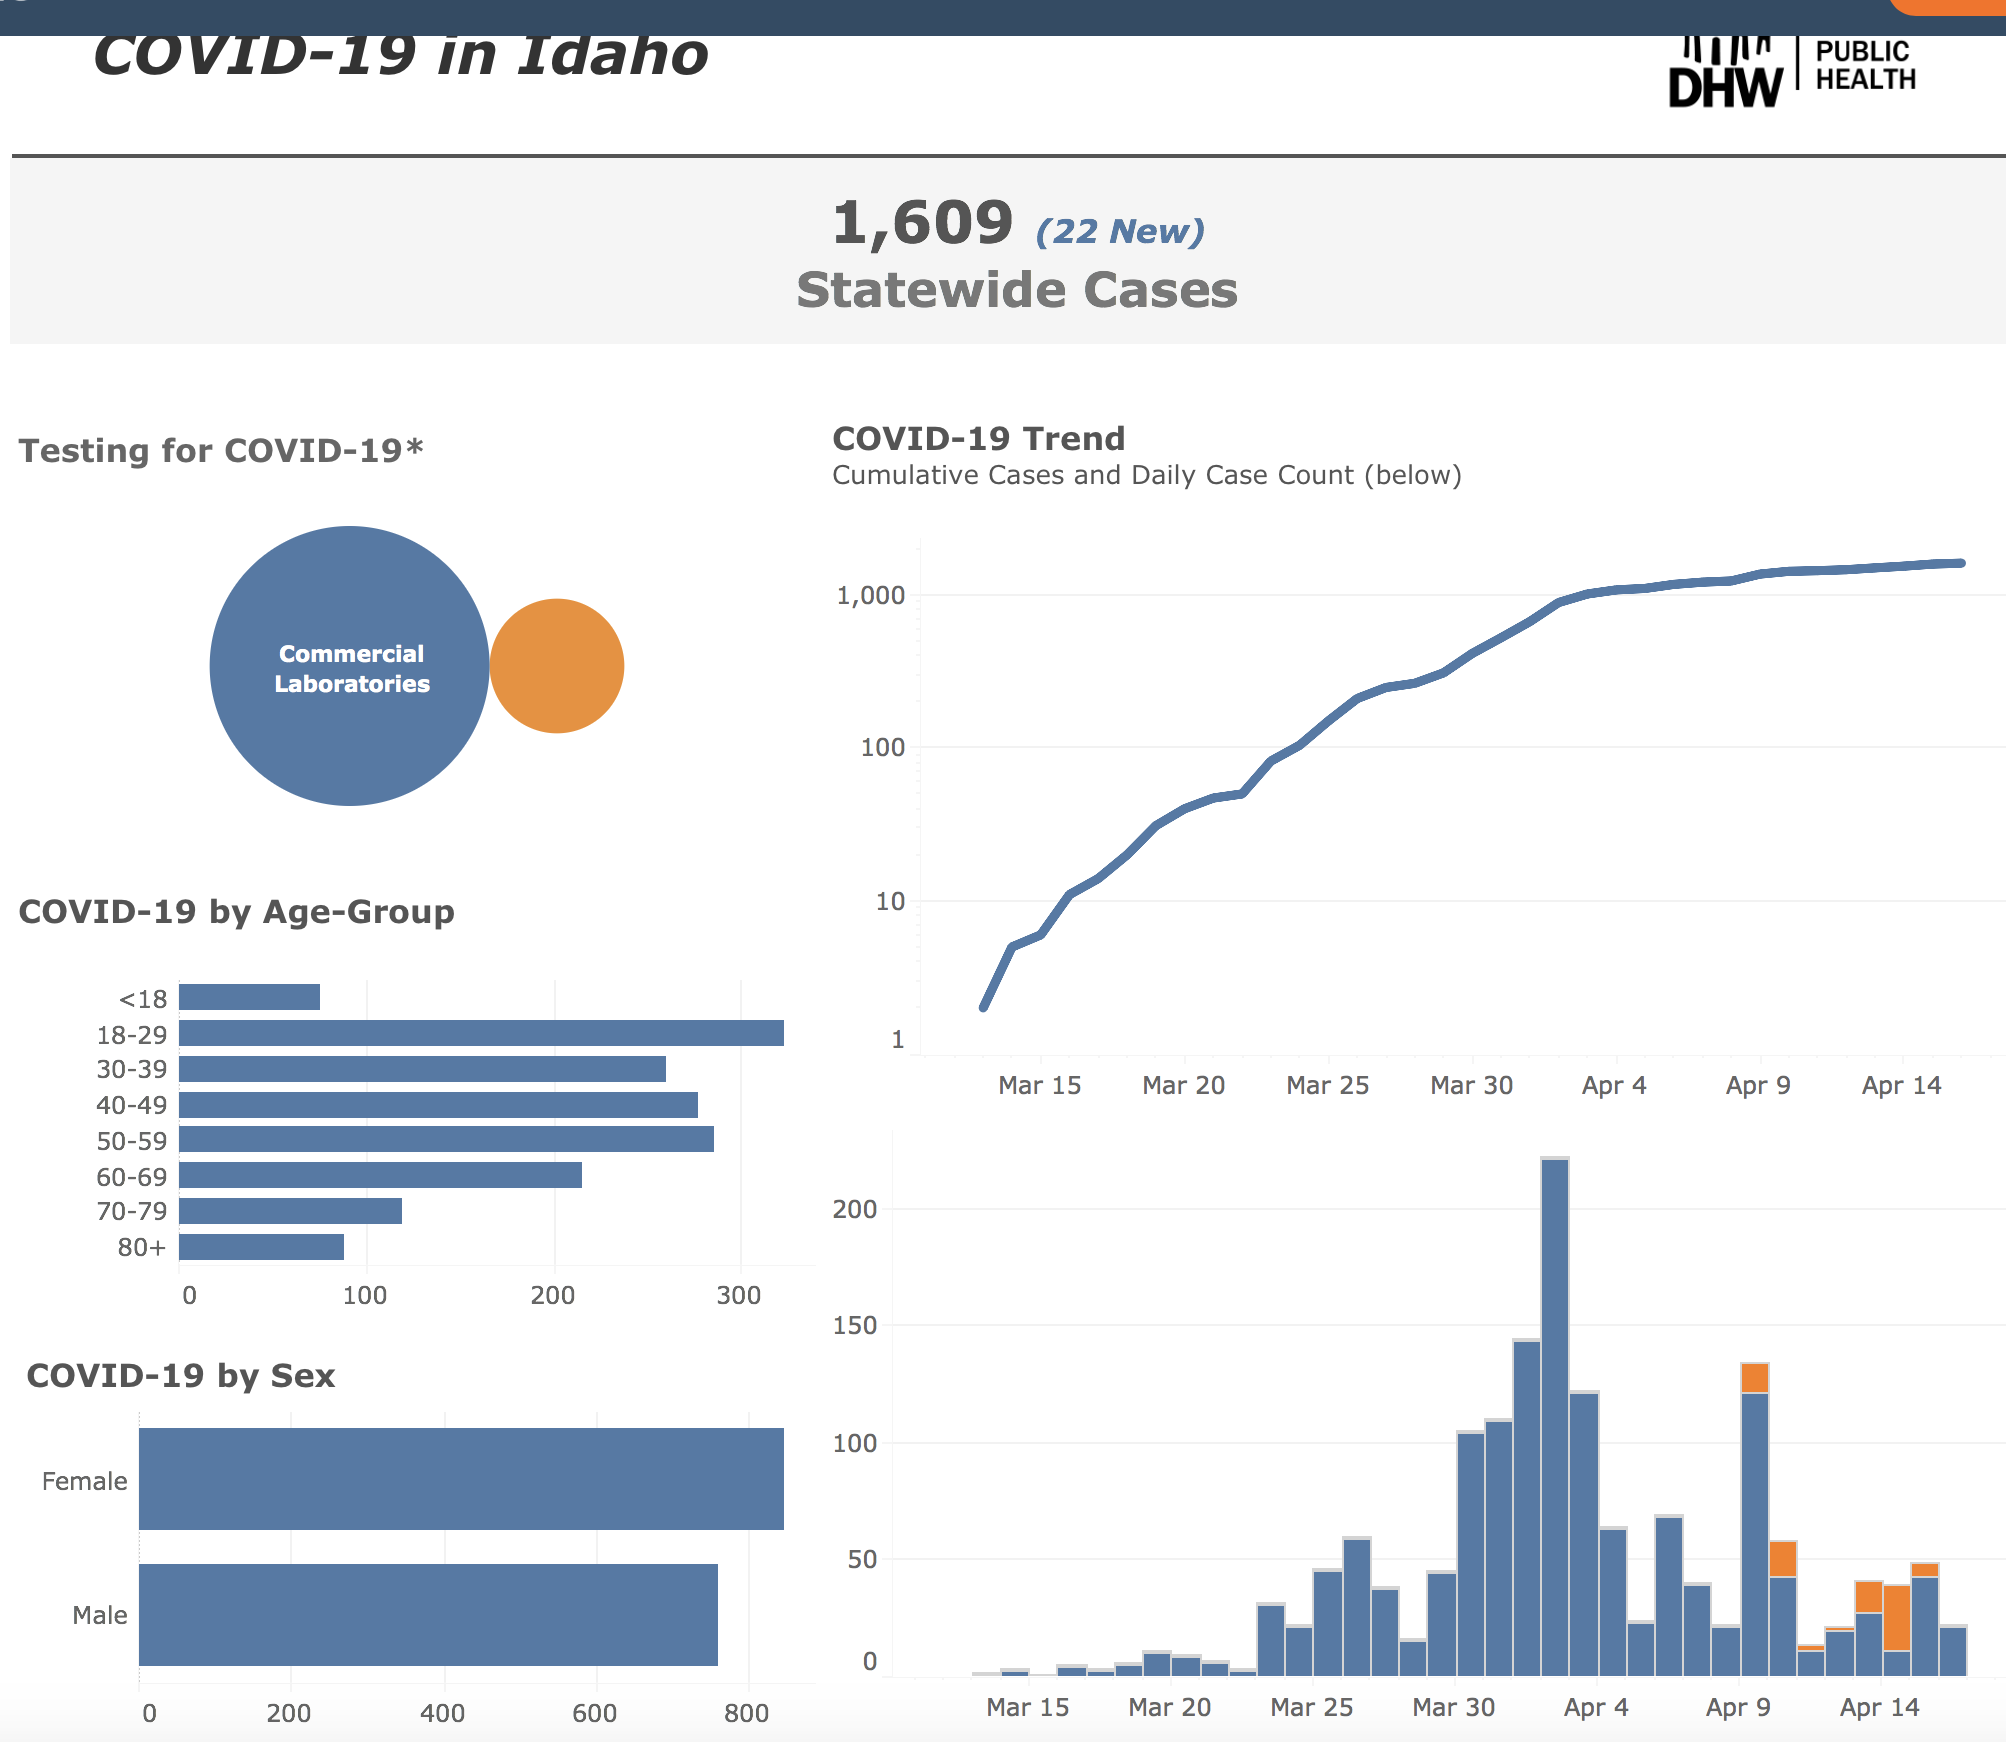 COVID-19 in Idaho
DHW
PUBLIC
HEALTH
1,609 (22 New)
Statewide Cases
Testing for COVID-19*
Commercial
Laboratories
COVID-19 by Age-Group
<18
18-29
30-39
40-49
50-59
60-69
70-79
80+
0 100 200 300
COVID-19 by Sex
Female
Male
0 200 400 600 800
COVID-19 Trend
Cumulative Cases and Daily Case Count (below)
1,000
100
10
1
Mar 15 Mar 20 Mar 25 Mar 30 Apr 4 Apr 9 Apr 14
200
150
100
50
0
Mar 15 Mar 20 Mar 25 Mar 30 Apr 4 Apr 9 Apr 14